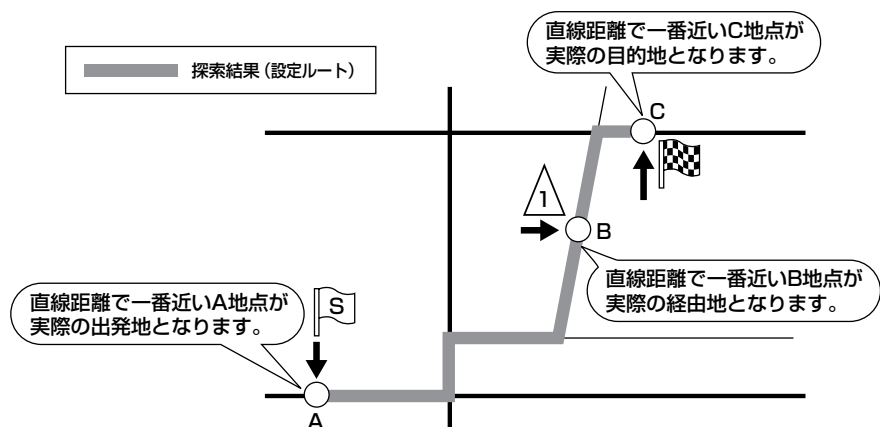 直線距離で一番近いC地点が
実際の目的地となります。
探索結果（設定ルート）
C
1
B
直線距離で一番近いB地点が
実際の経由地となります。
直線距離で一番近いA地点が
実際の出発地となります。
S
A